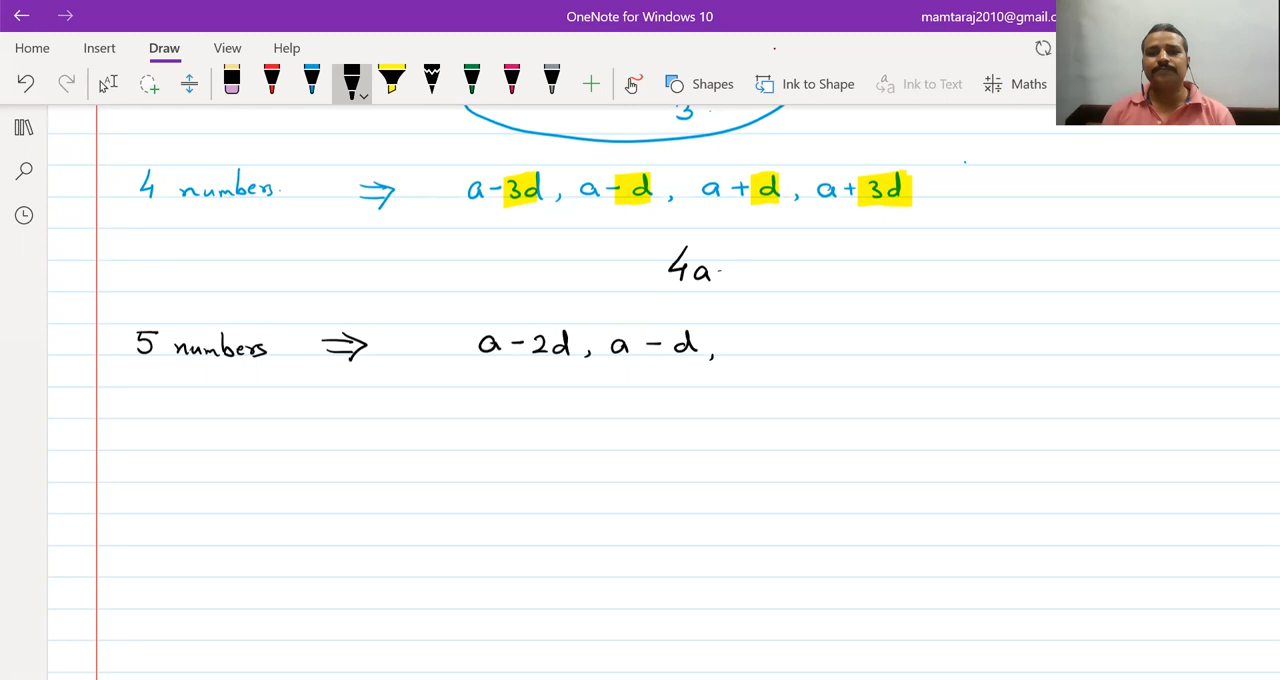 OneNote for Windows 10
mamtaraj2010@gmail.c
Home Insert Draw View Help
Shapes Ink to Shape Ink to Text Maths
3
4 numbers. ⇒ a-3d, a-d, a+d, a+3d
4a
5 numbers ⇒ a-2d, a-d,